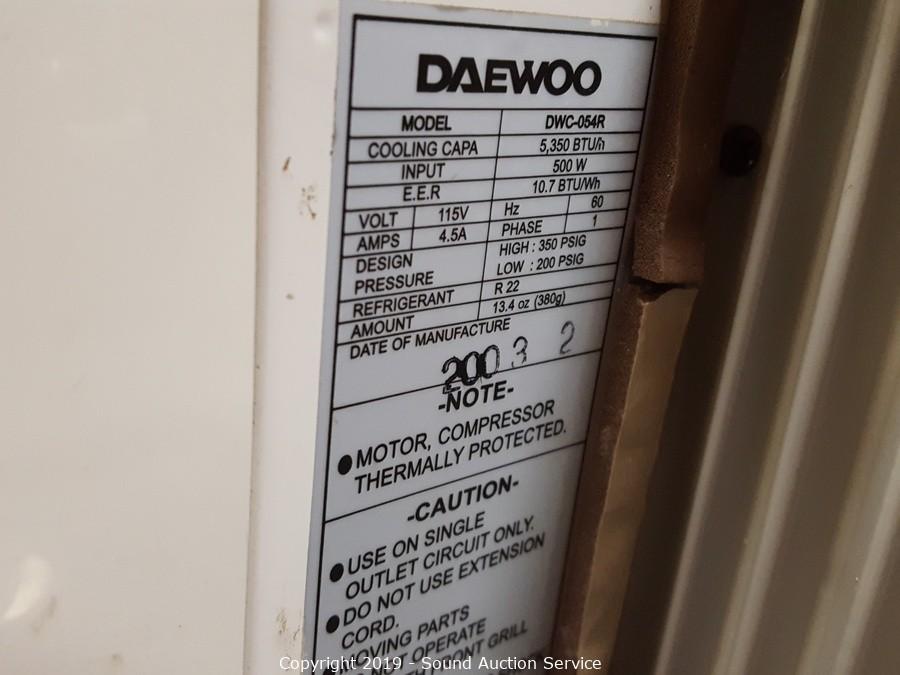 DAEWOO
MODEL DWC-054R
COOLING CAPA 5,350 BTU/h
INPUT 500 W
E.E.R 10.7 BTU/Wh
VOLT 115V Hz 60
AMPS 4.5A PHASE 1
DESIGN PRESSURE HIGH : 350 PSIG
LOW : 200 PSIG
REFRIGERANT R 22
AMOUNT 13.4 oz (380g)
DATE OF MANUFACTURE
2003 2
-NOTE-
● MOTOR, COMPRESSOR
THERMALLY PROTECTED.
-CAUTION-
● USE ON SINGLE
OUTLET CIRCUIT ONLY.
● DO NOT USE EXTENSION
CORD.
MOVING PARTS
OPERATE
FRONT GRILL
Copyright 2019 - Sound Auction Service